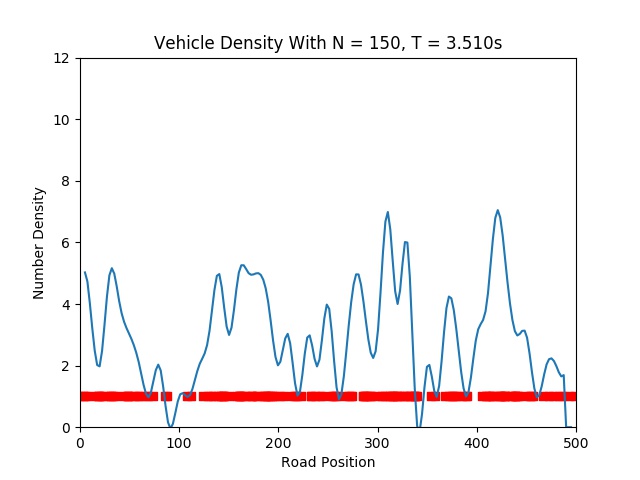 Vehicle Density With N = 150, T = 3.510s
12
10
8
6
4
2
0
Number Density
0 100 200 300 400 500
Road Position